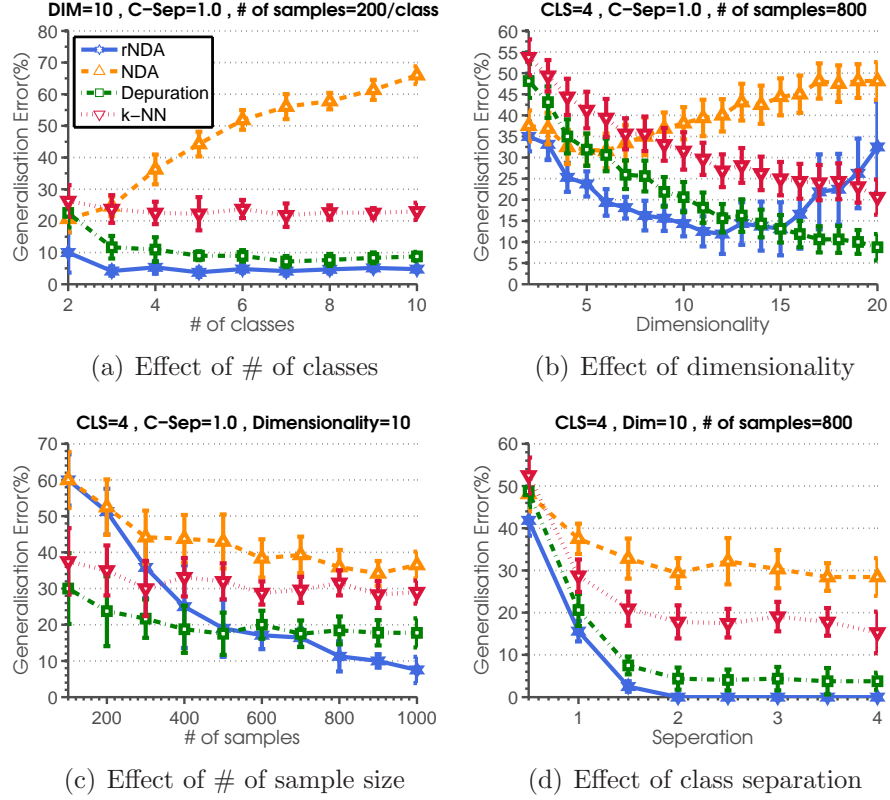 DIM=10 , C-Sep=1.0 , # of samples=200/class
rNDA
NDA
Depuration
k-NN
Generalisation Error(%)
0
10
20
30
40
50
60
70
80
2
4
6
8
10
# of classes
(a) Effect of # of classes
CLS=4 , C-Sep=1.0 , # of samples=800
Generalisation Error(%)
0
5
10
15
20
25
30
35
40
45
50
55
60
5
10
15
20
Dimensionality
(b) Effect of dimensionality
CLS=4 , C-Sep=1.0 , Dimensionality=10
Generalisation Error(%)
0
10
20
30
40
50
60
70
200
400
600
800
1000
# of samples
(c) Effect of # of sample size
CLS=4 , Dim=10 , # of samples=800
Generalisation Error(%)
0
10
20
30
40
50
60
1
2
3
4
Seperation
(d) Effect of class separation